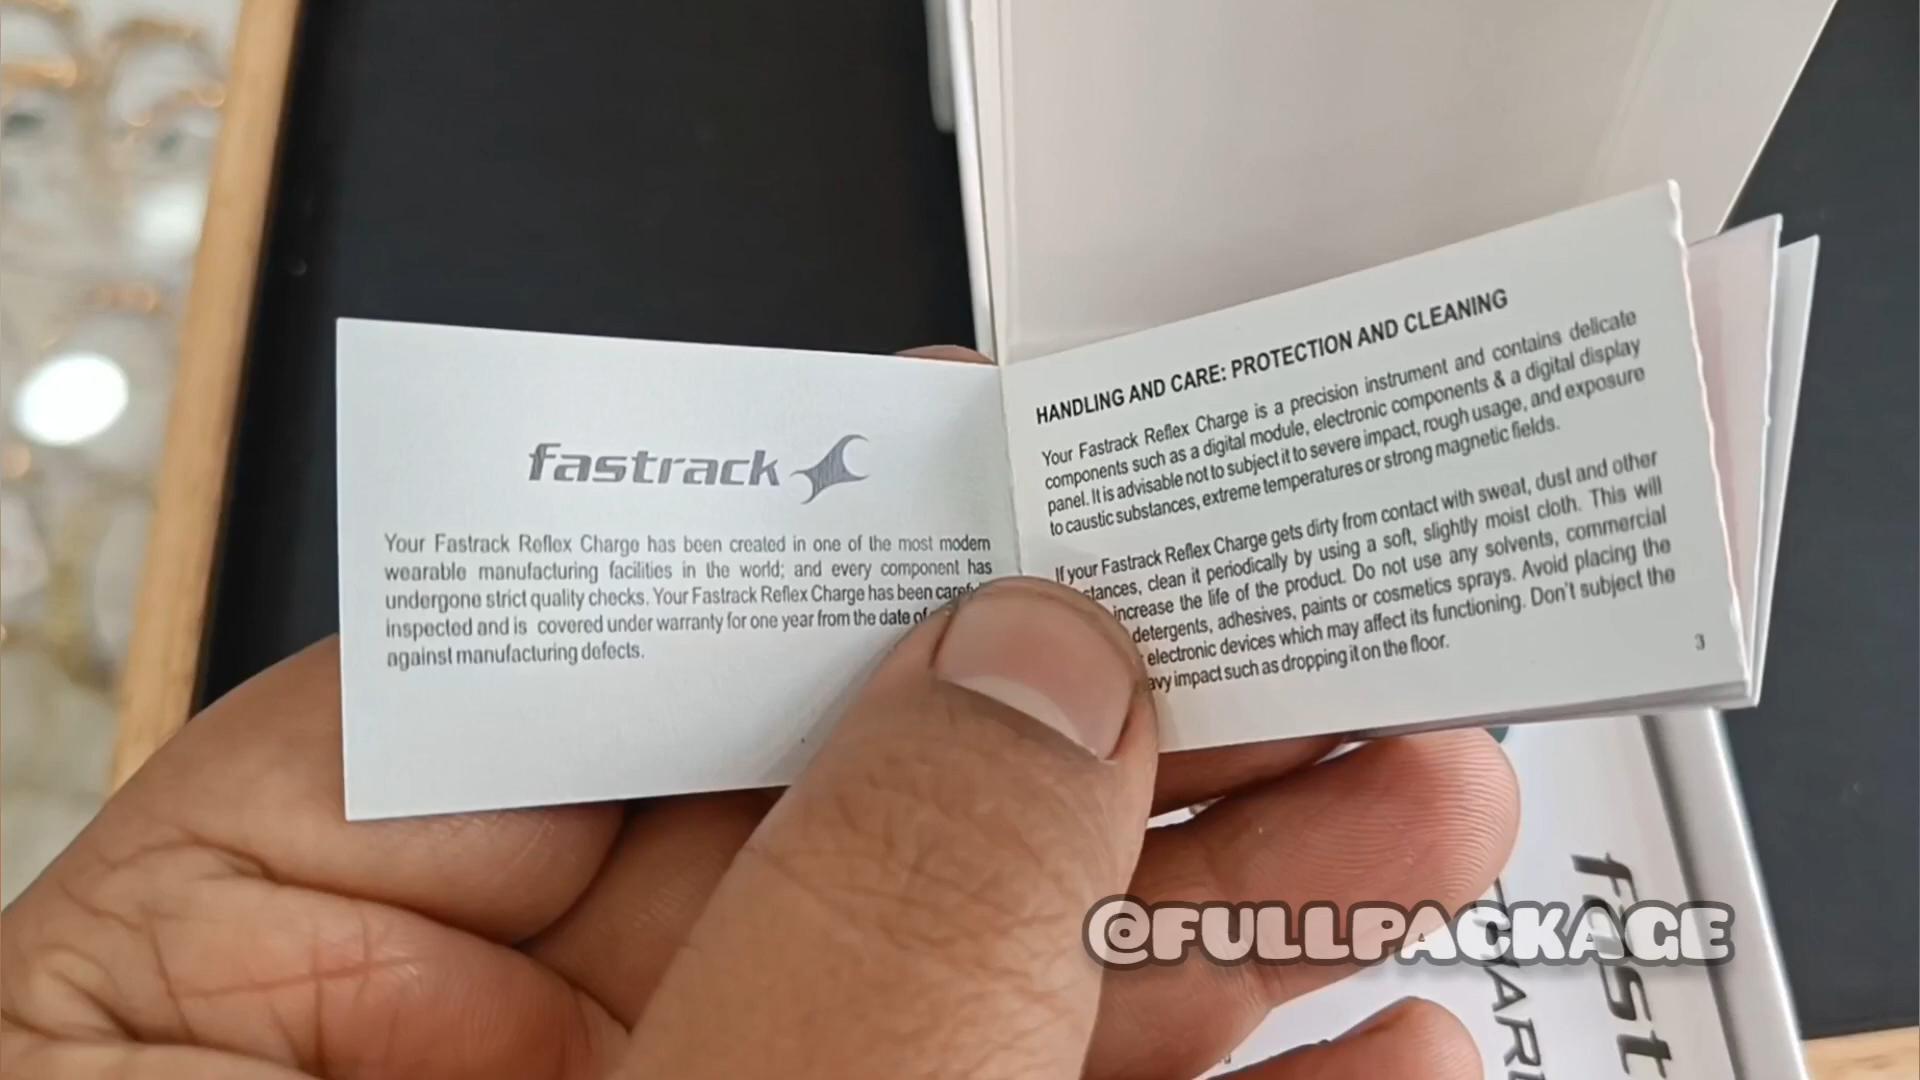 fastrack
Your Fastrack Reflex Charge has been created in one of the most modern
wearable manufacturing facilities in the world; and every component has
undergone strict quality checks. Your Fastrack Reflex Charge has been
inspected and is covered under warranty for one year from the date of
against manufacturing defects.
HANDLING AND CARE: PROTECTION AND CLEANING
Your Fastrack Reflex Charge is a precision instrument and contains delicate
components such as a digital module, electronic components & a digital display
panel. It is advisable not to subject it to severe impact, rough usage, and exposure
to caustic substances, extreme temperatures or strong magnetic fields.
If your Fastrack Reflex Charge gets dirty from contact with sweat, dust and other
clean it periodically by using a soft, slightly moist cloth. This will
increase the life of the product. Do not use any solvents, commercial
detergents, adhesives, paints or cosmetics sprays. Avoid placing the
electronic devices which may affect its functioning. Don't subject the
impact such as dropping it on the floor.
3
@FULLPACKAGE
fast